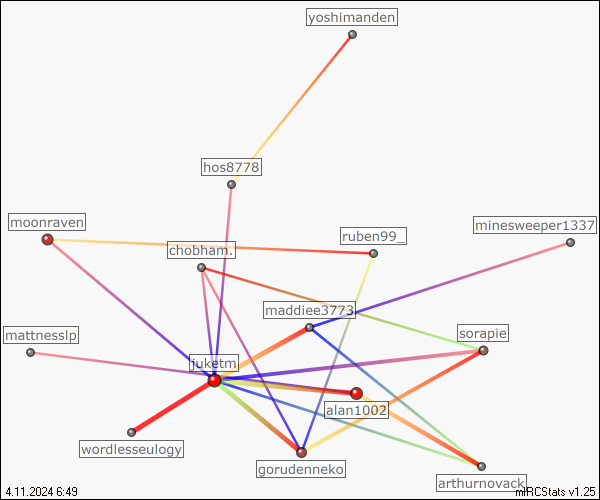 yoshimanden
hos8778
moonraven
minesweeper1337
ruben99_
chobham.
maddiee3773
mattnesslp
sorapie
juketm
alan1002
wordlesseulogy
gorudenneko
arthurnovack
4.11.2024 6:49
mIRCStats v1.25